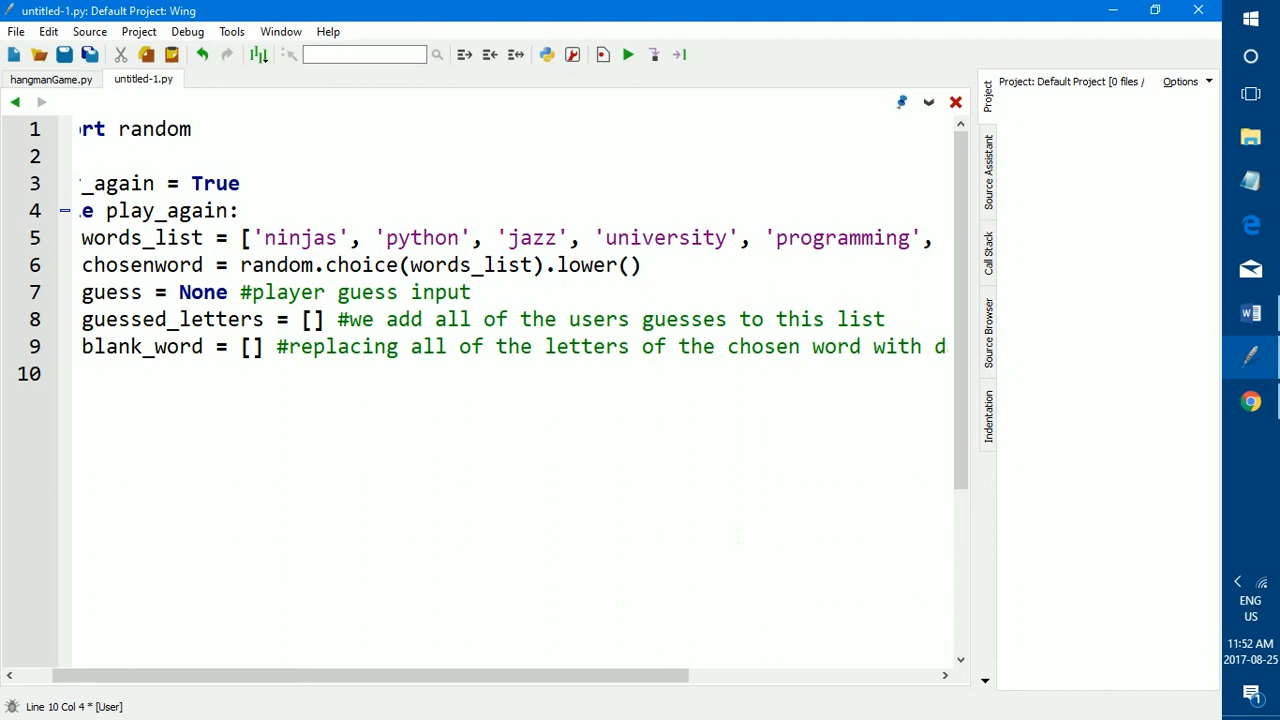 untitled-1.py: Default Project: Wing
File Edit Source Project Debug Tools Window Help
hangmanGame.py untitled-1.py
Project: Default Project [0 files / Options
1 ort random
2
3 _again = True
4 e play_again:
5 words_list = ['ninjas', 'python', 'jazz', 'university', 'programming',
6 chosenword = random.choice(words_list).lower()
7 guess = None #player guess input
8 guessed_letters = [] #we add all of the users guesses to this list
9 blank_word = [] #replacing all of the letters of the chosen word with d
10
Project
Source Assistant
Call Stack
Source Browser
Indentation
ENG
US
11:52 AM
2017-08-25
1
Line 10 Col 4 * [User]